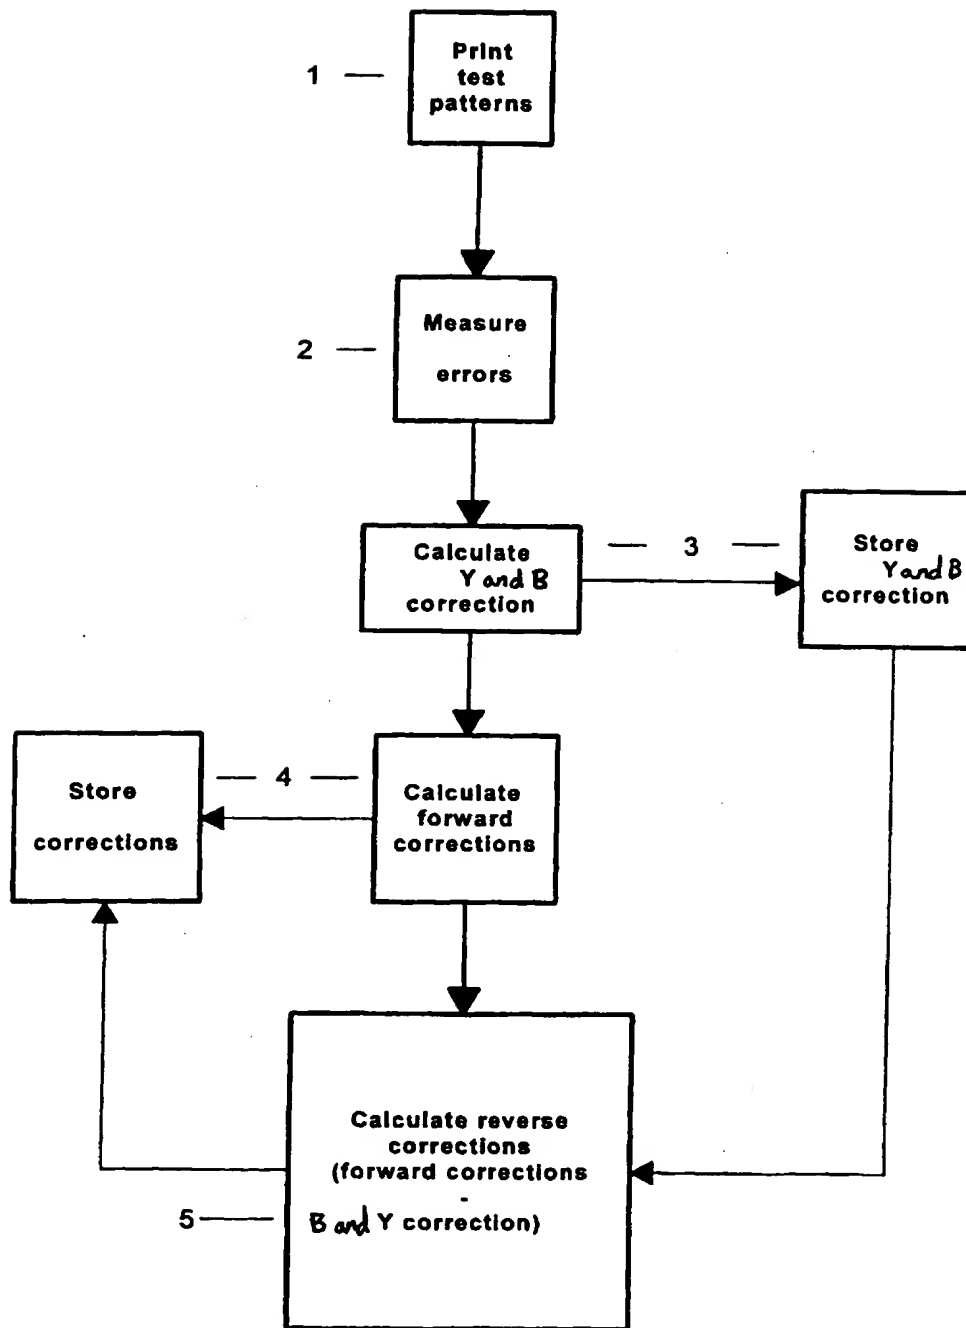 1
Print
test
patterns
2
Measure
errors
Calculate
Y and B
correction
3
Store
Y and B
correction
Store
corrections
4
Calculate
forward
corrections
Calculate reverse
corrections
(forward corrections
-
B and Y correction)
5